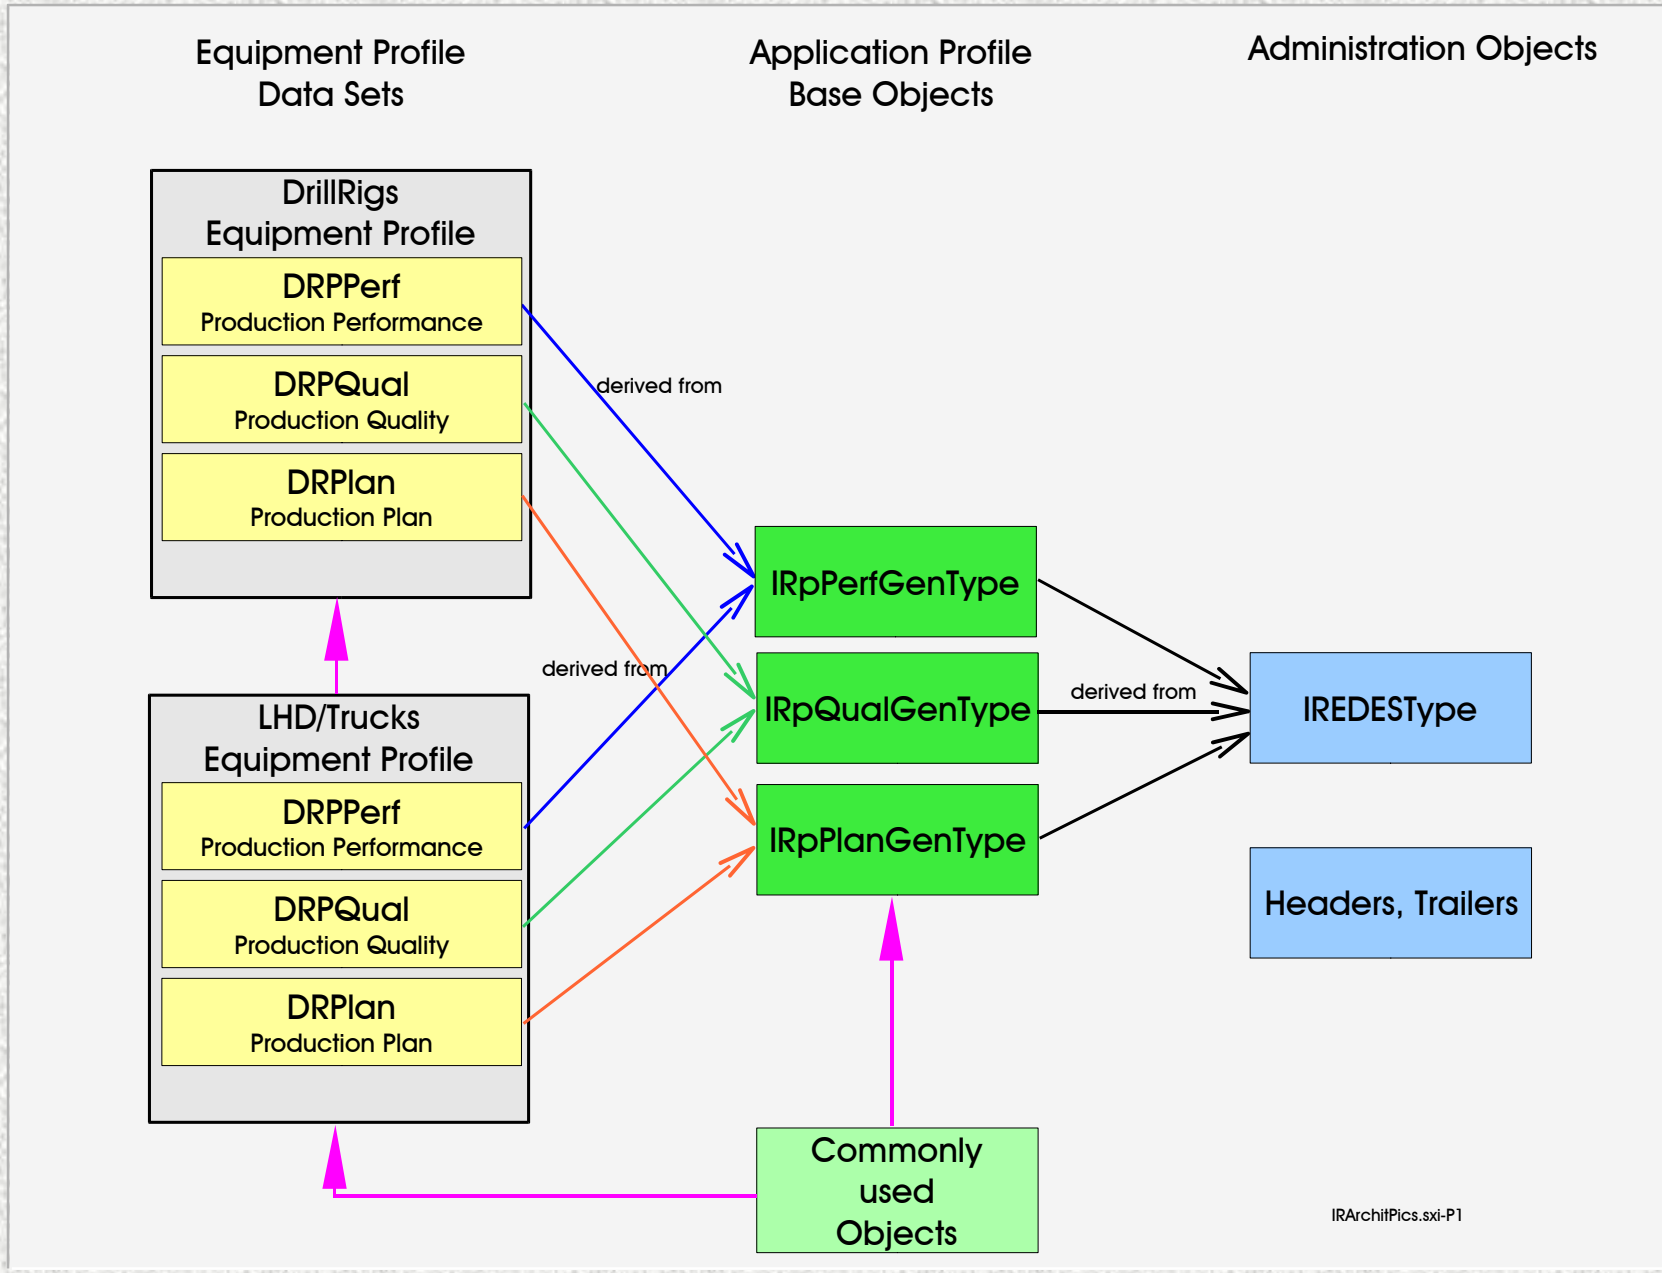 Equipment Profile
Data Sets
Application Profile
Base Objects
Administration Objects
DrillRigs
Equipment Profile
DRPPerf
Production Performance
DRPQual
Production Quality
DRPlan
Production Plan
derived from
LHD/Trucks
Equipment Profile
DRPPerf
Production Performance
DRPQual
Production Quality
DRPlan
Production Plan
derived from
IRpPerfGenType
IRpQualGenType
IRpPlanGenType
derived from
IREDESType
Headers, Trailers
Commonly
used
Objects
IRArchitPics.sxi-P1